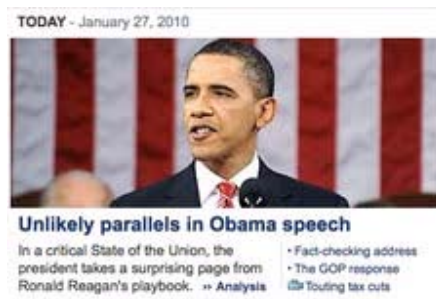 TODAY - January 27, 2010
Unlikely parallels in Obama speech
In a critical State of the Union, the
president takes a surprising page from
Ronald Reagan's playbook. » Analysis
• Fact-checking address
• The GOP response
Touting tax cuts